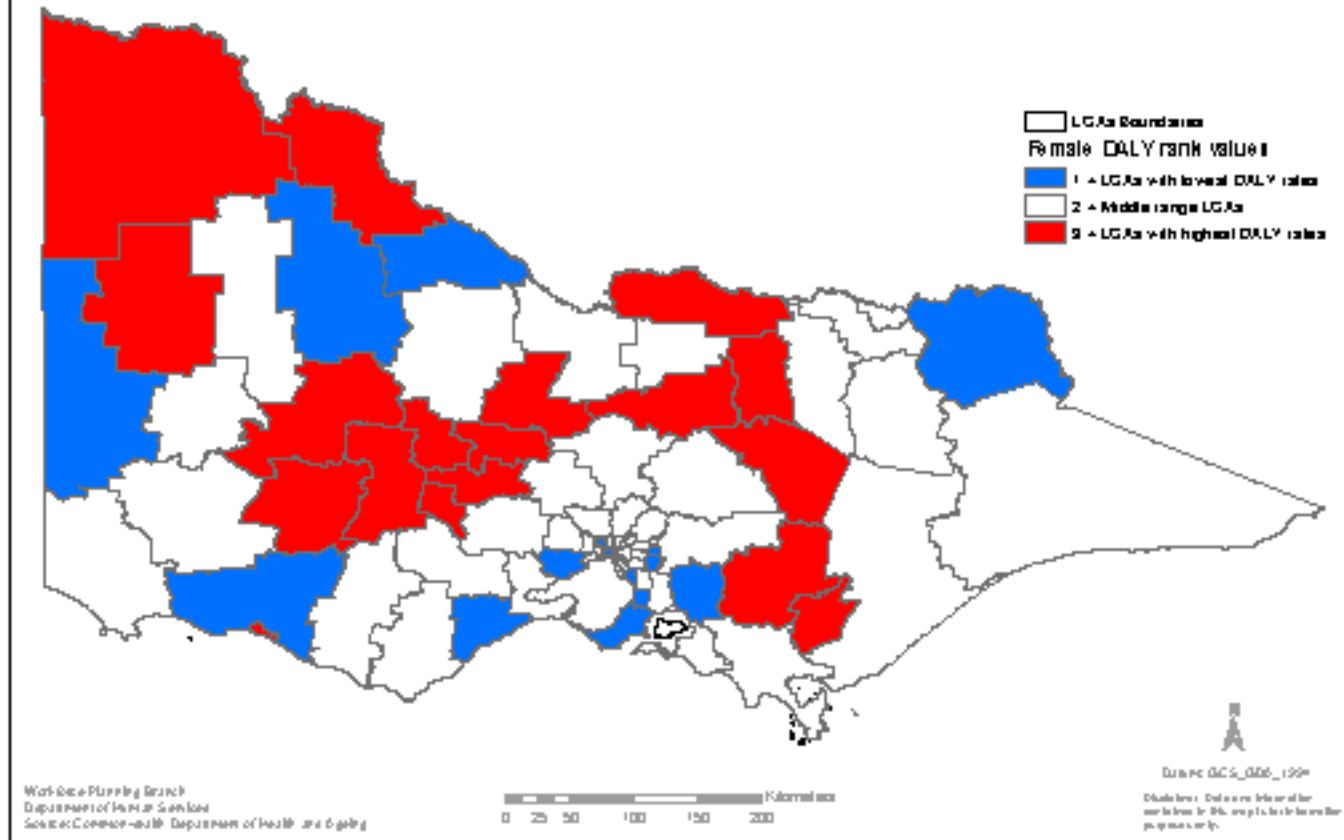 LGAs Boundaries
Female DALY rank values
1 = LGAs with lowest DALY rates
2 = Middle range LGAs
3 = LGAs with highest DALY rates
N
Workforce Planning Branch
Department of Human Services
Source: Commonwealth Department of Health and Ageing
Kilometers
0 25 50 100 150 200